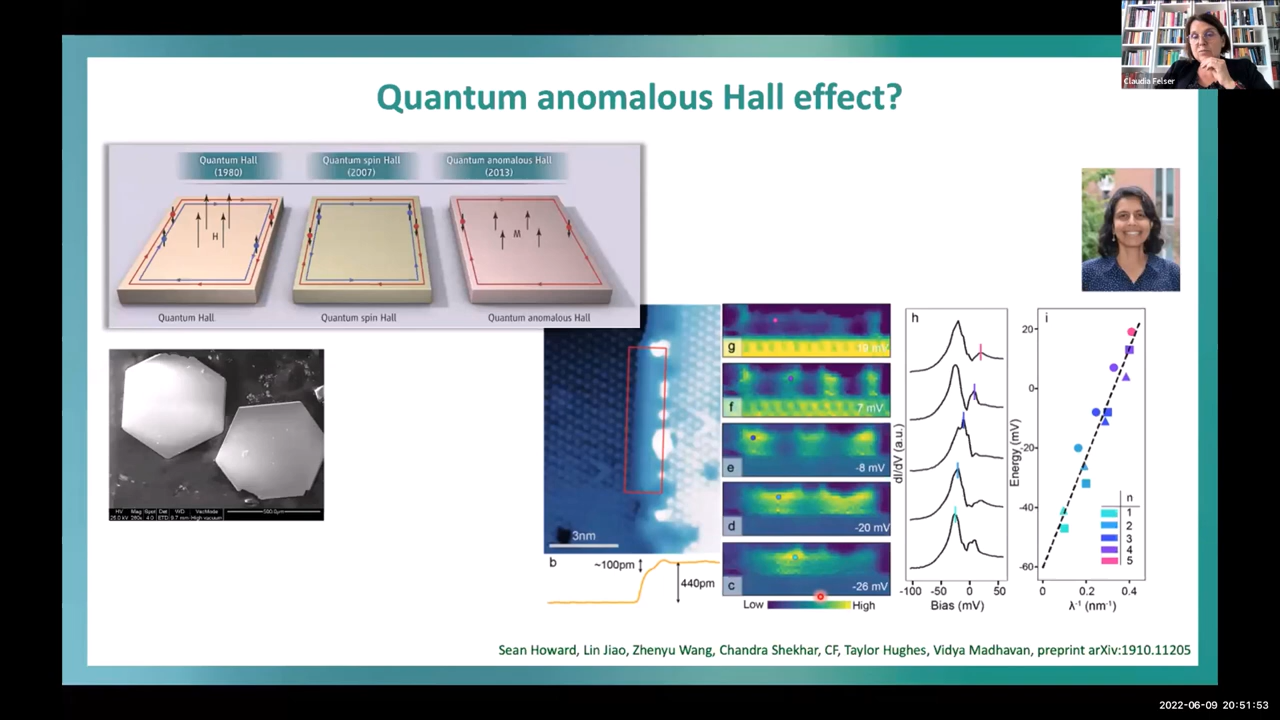 Claudia Felser
Quantum anomalous Hall effect?
Quantum Hall
(1980)
Quantum spin Hall
(2007)
Quantum anomalous Hall
(2013)
H
M
Quantum Hall
Quantum spin Hall
Quantum anomalous Hall
3nm
b
~100pm
440pm
g
19 mV
f
7 mV
e
-8 mV
d
-20 mV
c
-26 mV
Low
High
h
dI/dV (a.u.)
-100 -50 0 50
Bias (mV)
i
Energy (mV)
20
0
-20
-40
-60
n
1
2
3
4
5
0 0.2 0.4
λ⁻¹ (nm⁻¹)
Sean Howard, Lin Jiao, Zhenyu Wang, Chandra Shekhar, CF, Taylor Hughes, Vidya Madhavan, preprint arXiv:1910.11205
2022-06-09 20:51:53